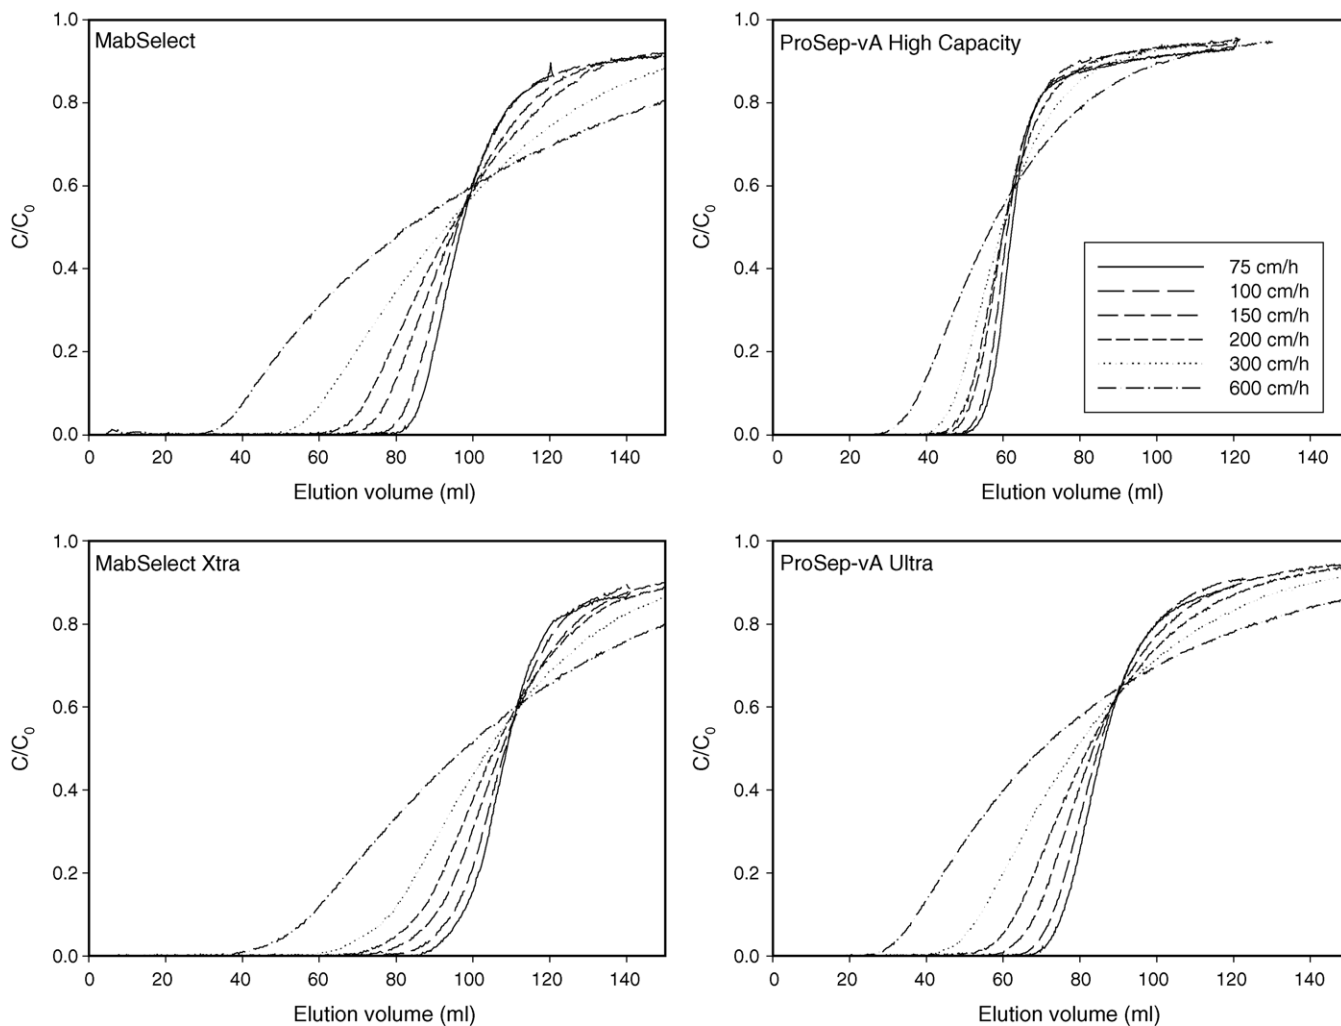 MabSelect
1.0
0.8
0.6
0.4
0.2
0.0
C/C0
0 20 40 60 80 100 120 140
Elution volume (ml)
ProSep-vA High Capacity
1.0
0.8
0.6
0.4
0.2
0.0
C/C0
0 20 40 60 80 100 120 140
Elution volume (ml)
75 cm/h
100 cm/h
150 cm/h
200 cm/h
300 cm/h
600 cm/h
MabSelect Xtra
1.0
0.8
0.6
0.4
0.2
0.0
C/C0
0 20 40 60 80 100 120 140
Elution volume (ml)
ProSep-vA Ultra
1.0
0.8
0.6
0.4
0.2
0.0
C/C0
0 20 40 60 80 100 120 140
Elution volume (ml)